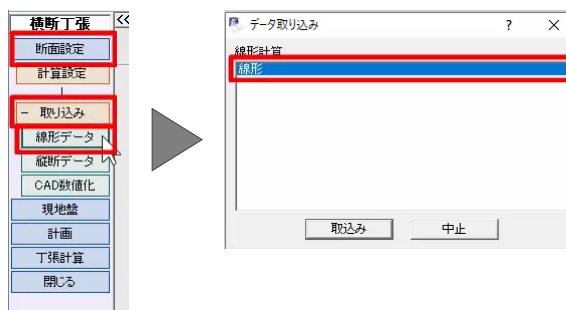 横断丁張
<<
断面設定
計算設定
− 取り込み
線形データ
縦断データ
CAD数値化
現地盤
計画
丁張計算
閉じる
データ取り込み ? ×
線形計算
線形
取込み 中止